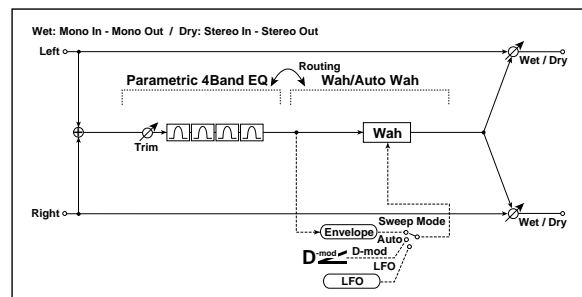 Wet: Mono In - Mono Out / Dry: Stereo In - Stereo Out
Left
Wet / Dry
Routing
Parametric 4Band EQ
Wah/Auto Wah
Trim
Wah
Right
Wet / Dry
Sweep Mode
Envelope
Auto
D-mod
D-mod
LFO
LFO